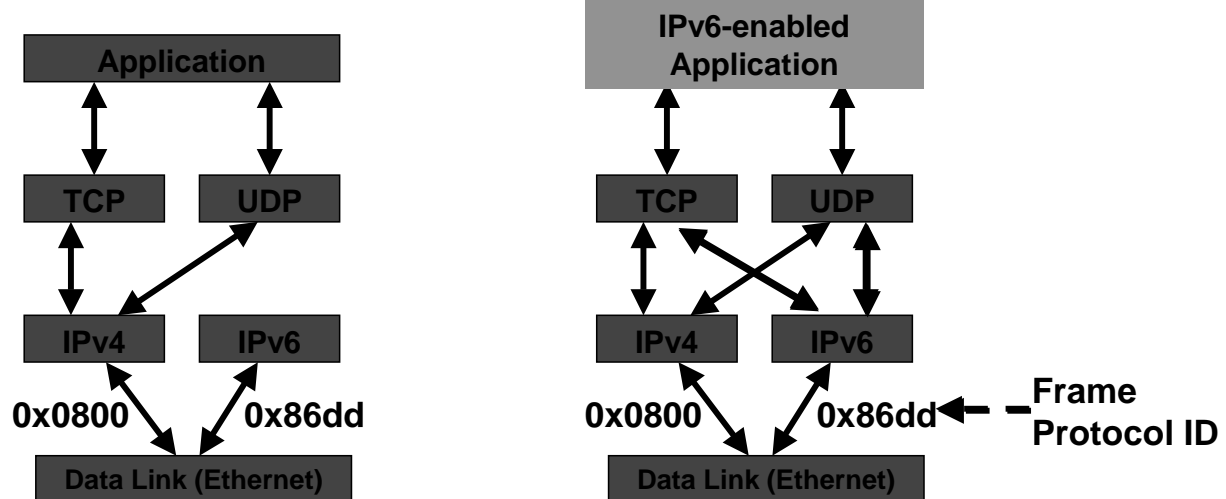 Application
TCP
UDP
IPv4
IPv6
0x0800
0x86dd
Data Link (Ethernet)
IPv6-enabled
Application
TCP
UDP
IPv4
IPv6
0x0800
0x86dd
Frame
Protocol ID
Data Link (Ethernet)